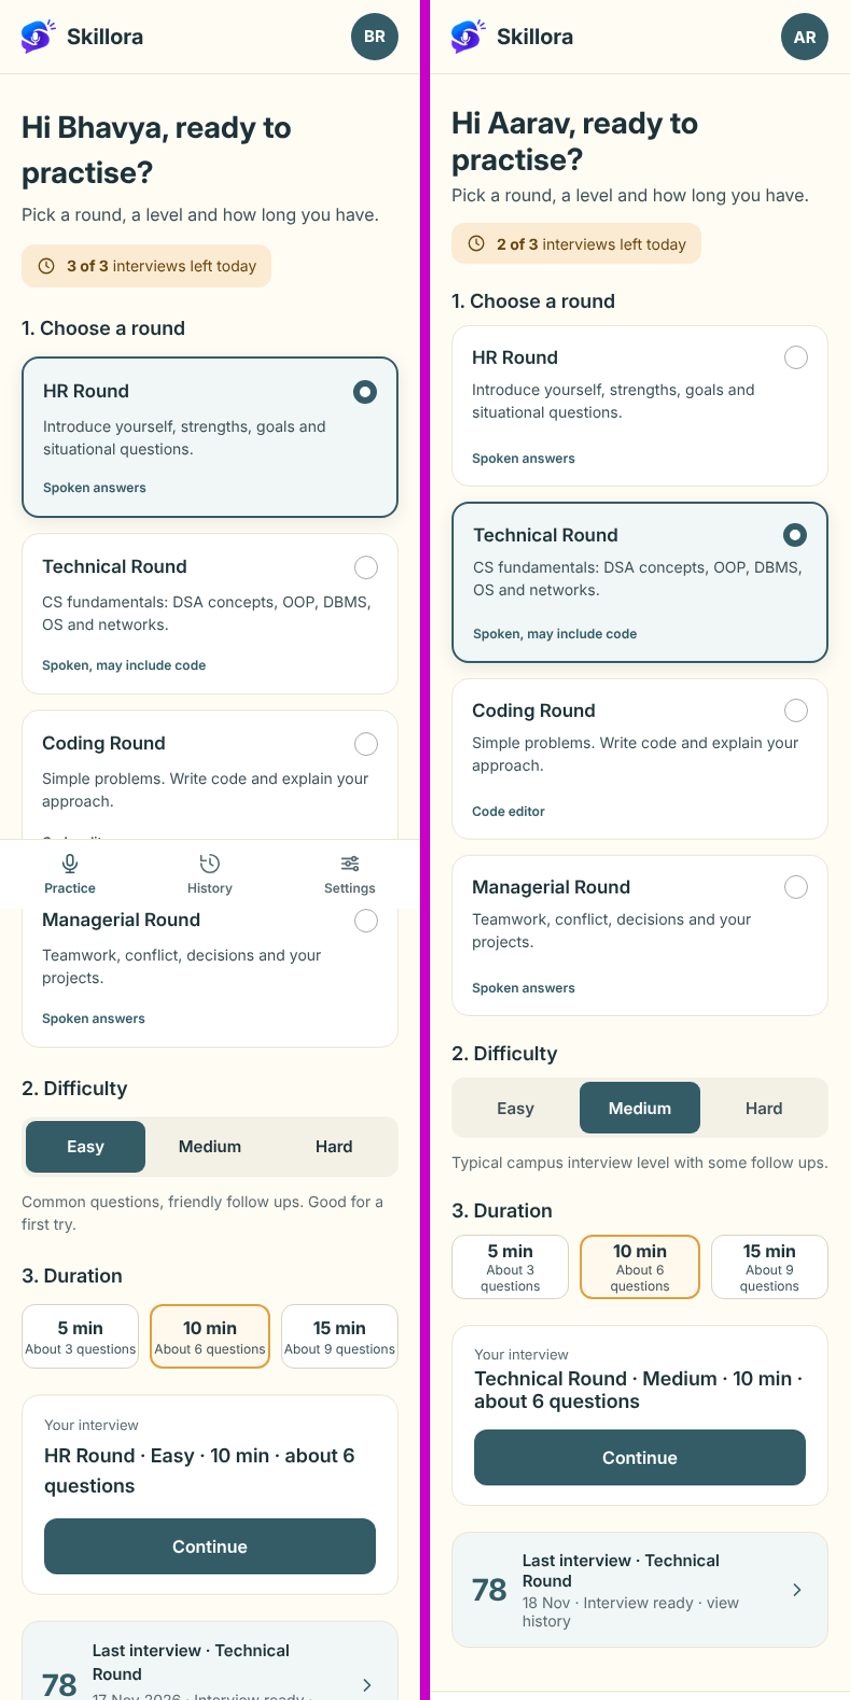 Skillora
BR
Hi Bhavya, ready to
practise?
Pick a round, a level and how long you have.
3 of 3 interviews left today
1. Choose a round
HR Round
Introduce yourself, strengths, goals and
situational questions.
Spoken answers
Technical Round
CS fundamentals: DSA concepts, OOP, DBMS,
OS and networks.
Spoken, may include code
Coding Round
Simple problems. Write code and explain your
approach.
Practice
History
Settings
Managerial Round
Teamwork, conflict, decisions and your
projects.
Spoken answers
2. Difficulty
Easy
Medium
Hard
Common questions, friendly follow ups. Good for a
first try.
3. Duration
5 min
About 3 questions
10 min
About 6 questions
15 min
About 9 questions
Your interview
HR Round · Easy · 10 min · about 6
questions
Continue
78
Last interview · Technical
Round
17 Nov 2026 · Interview ready ·
Skillora
AR
Hi Aarav, ready to
practise?
Pick a round, a level and how long you have.
2 of 3 interviews left today
1. Choose a round
HR Round
Introduce yourself, strengths, goals and
situational questions.
Spoken answers
Technical Round
CS fundamentals: DSA concepts, OOP, DBMS,
OS and networks.
Spoken, may include code
Coding Round
Simple problems. Write code and explain your
approach.
Code editor
Managerial Round
Teamwork, conflict, decisions and your
projects.
Spoken answers
2. Difficulty
Easy
Medium
Hard
Typical campus interview level with some follow ups.
3. Duration
5 min
About 3
questions
10 min
About 6
questions
15 min
About 9
questions
Your interview
Technical Round · Medium · 10 min ·
about 6 questions
Continue
78
Last interview · Technical
Round
18 Nov · Interview ready · view
history